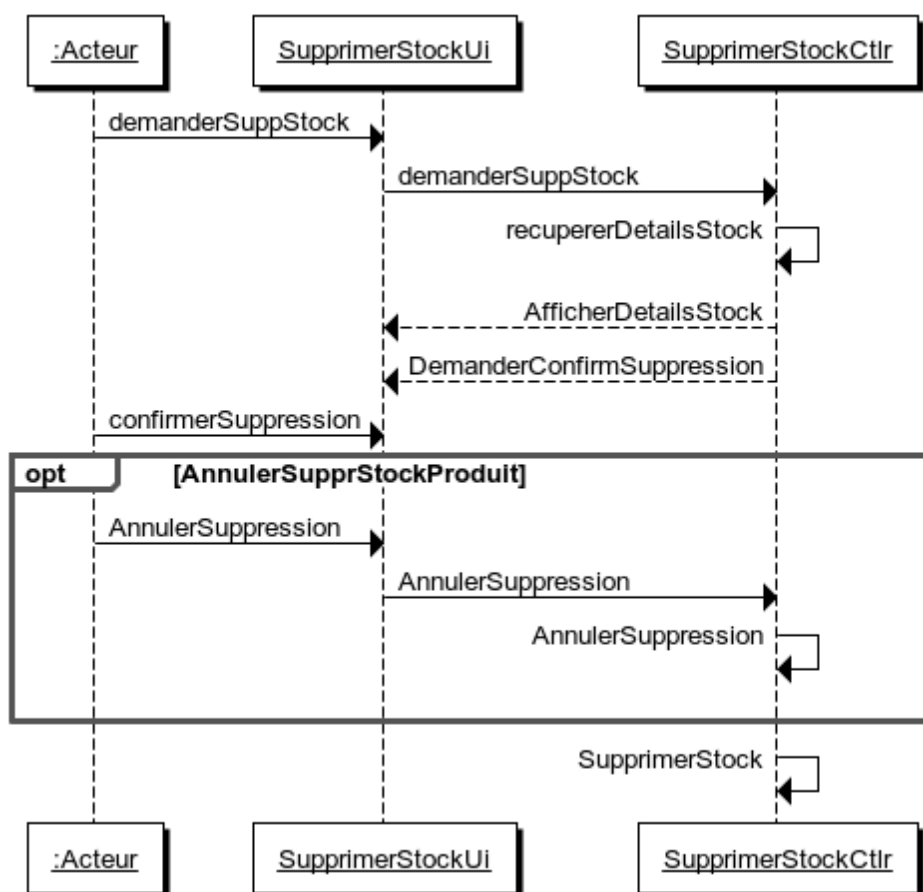 :Acteur SupprimerStockUi SupprimerStockCtlr
demanderSuppStock
demanderSuppStock
recupererDetailsStock
AfficherDetailsStock
DemanderConfirmSuppression
confirmerSuppression
opt [AnnulerSupprStockProduit]
AnnulerSuppression
AnnulerSuppression
AnnulerSuppression
SupprimerStock
:Acteur SupprimerStockUi SupprimerStockCtlr